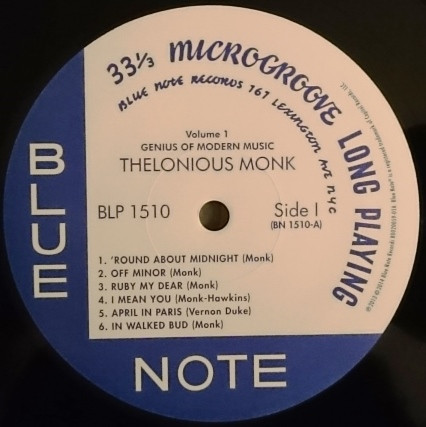 33⅓ MICROGROOVE LONG PLAYING
BLUE NOTE RECORDS 767 LEXINGTON AVE NYC
Volume 1
GENIUS OF MODERN MUSIC
THELONIOUS MONK
BLP 1510
Side I
(BN 1510-A)
1. 'ROUND ABOUT MIDNIGHT (Monk)
2. OFF MINOR (Monk)
3. RUBY MY DEAR (Monk)
4. I MEAN YOU (Monk-Hawkins)
5. APRIL IN PARIS (Vernon Duke)
6. IN WALKED BUD (Monk)
BLUE
NOTE